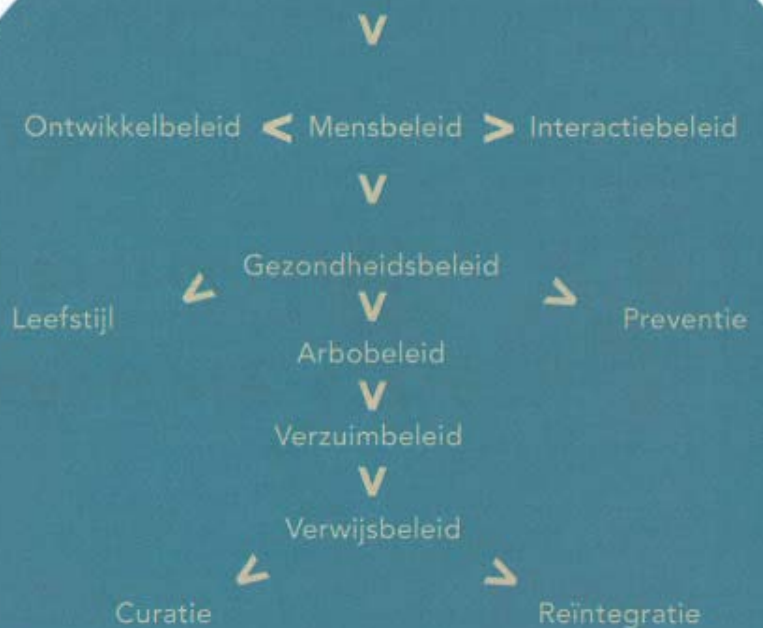 Ontwikkelbeleid < Mensbeleid > Interactiebeleid
Gezondheidsbeleid
Leefstijl Preventie
Arbobeleid
Verzuimbeleid
Verwijsbeleid
Curatie Reïntegratie